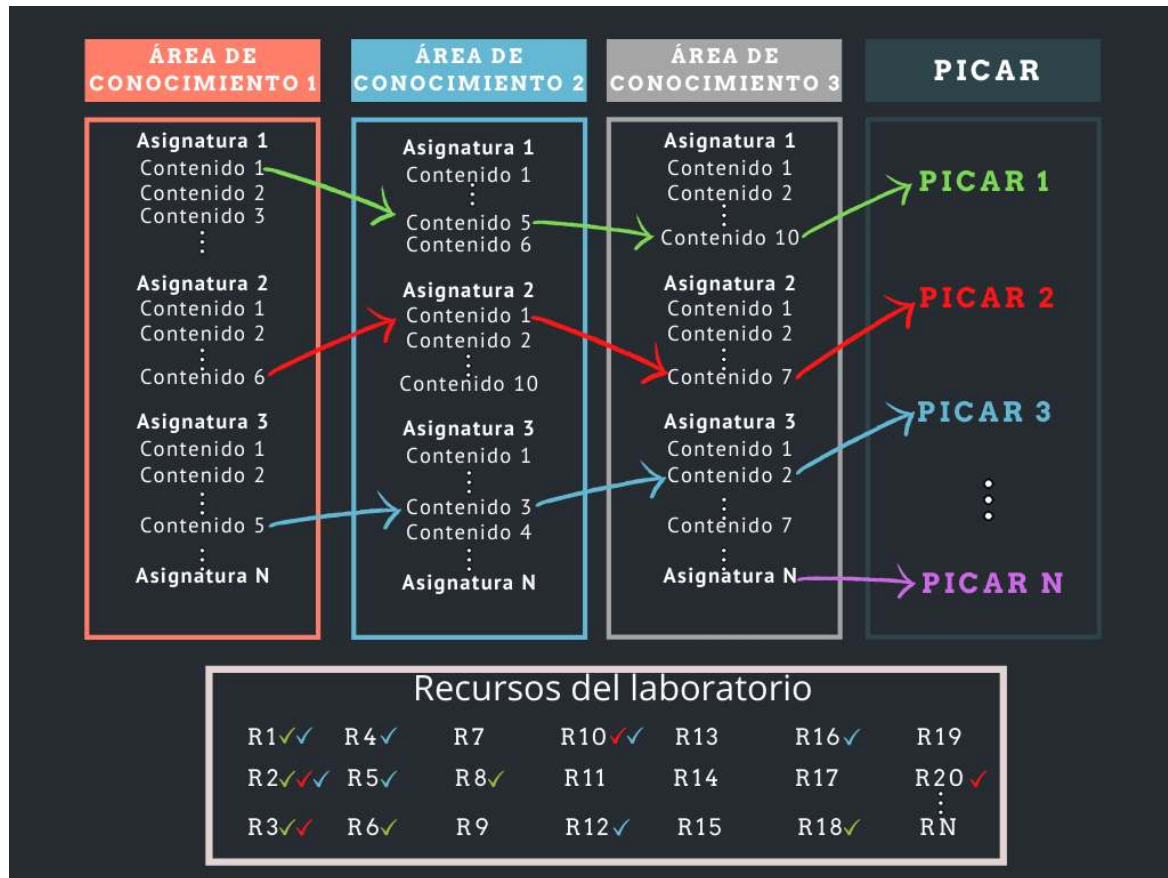 ÁREA DE
CONOCIMIENTO 1
Asignatura 1
Contenido 1
Contenido 2
Contenido 3
Asignatura 2
Contenido 1
Contenido 2
Contenido 6
Asignatura 3
Contenido 1
Contenido 2
Contenido 5
Asignatura N
ÁREA DE
CONOCIMIENTO 2
Asignatura 1
Contenido 1
Contenido 5
Contenido 6
Asignatura 2
Contenido 1
Contenido 2
Contenido 10
Asignatura 3
Contenido 1
Contenido 3
Contenido 4
Asignatura N
ÁREA DE
CONOCIMIENTO 3
Asignatura 1
Contenido 1
Contenido 2
Contenido 10
Asignatura 2
Contenido 1
Contenido 2
Contenido 7
Asignatura 3
Contenido 1
Contenido 2
Contenido 7
Asignatura N
PICAR
PICAR 1
PICAR 2
PICAR 3
PICAR N
Recursos del laboratorio
R1✓✓ R4✓ R7 R10✓✓ R13 R16✓ R19
R2✓✓✓ R5✓ R8✓ R11 R14 R17 R20✓
R3✓✓ R6✓ R9 R12✓ R15 R18✓ RN